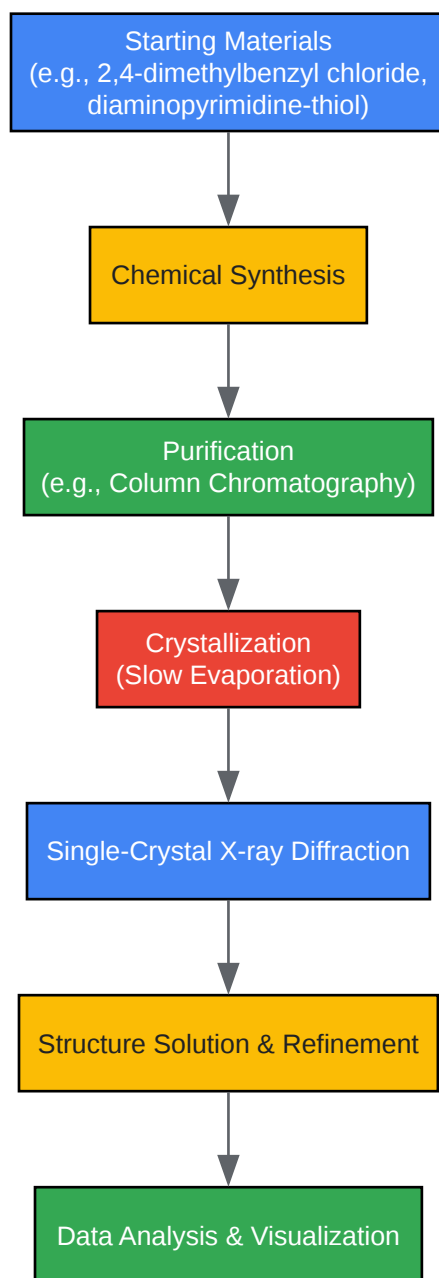 Starting Materials
(e.g., 2,4-dimethylbenzyl chloride,
diaminopyrimidine-thiol)
Chemical Synthesis
Purification
(e.g., Column Chromatography)
Crystallization
(Slow Evaporation)
Single-Crystal X-ray Diffraction
Structure Solution & Refinement
Data Analysis & Visualization